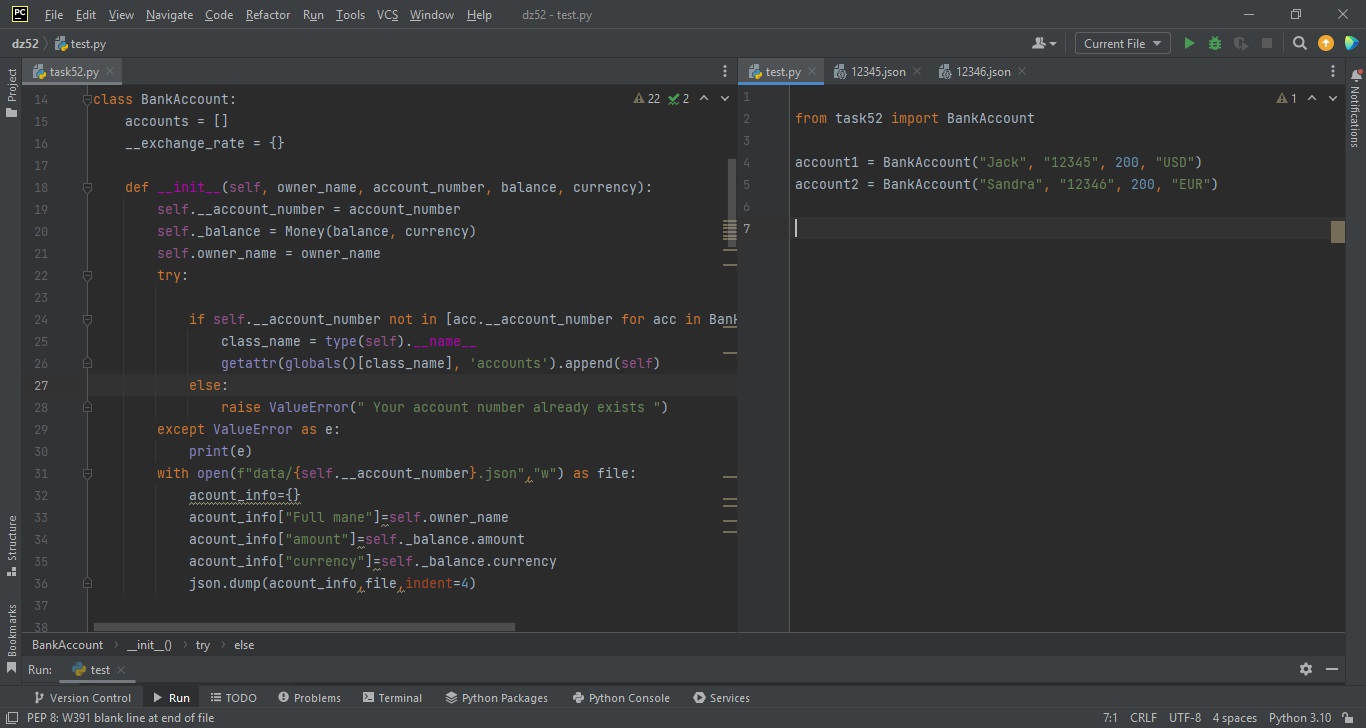 PC File Edit View Navigate Code Refactor Run Tools VCS Window Help dz52 - test.py
dz52 test.py Current File
Project
Structure
Bookmarks
task52.py
22 2
14 class BankAccount:
15 accounts = []
16 __exchange_rate = {}
17
18 def __init__(self, owner_name, account_number, balance, currency):
19 self.__account_number = account_number
20 self._balance = Money(balance, currency)
21 self.owner_name = owner_name
22 try:
23
24 if self.__account_number not in [acc.__account_number for acc in Bank
25 class_name = type(self).__name__
26 getattr(globals()[class_name], 'accounts').append(self)
27 else:
28 raise ValueError(" Your account number already exists ")
29 except ValueError as e:
30 print(e)
31 with open(f"data/{self.__account_number}.json","w") as file:
32 acount_info={}
33 acount_info["Full mane"]=self.owner_name
34 acount_info["amount"]=self._balance.amount
35 acount_info["currency"]=self._balance.currency
36 json.dump(acount_info,file,indent=4)
37
38
BankAccount __init__() try else
test.py 12345.json 12346.json
1
1
2 from task52 import BankAccount
3
4 account1 = BankAccount("Jack", "12345", 200, "USD")
5 account2 = BankAccount("Sandra", "12346", 200, "EUR")
6
7
Notifications
Run: test
Version Control Run TODO Problems Terminal Python Packages Python Console Services
PEP 8: W391 blank line at end of file 7:1 CRLF UTF-8 4 spaces Python 3.10